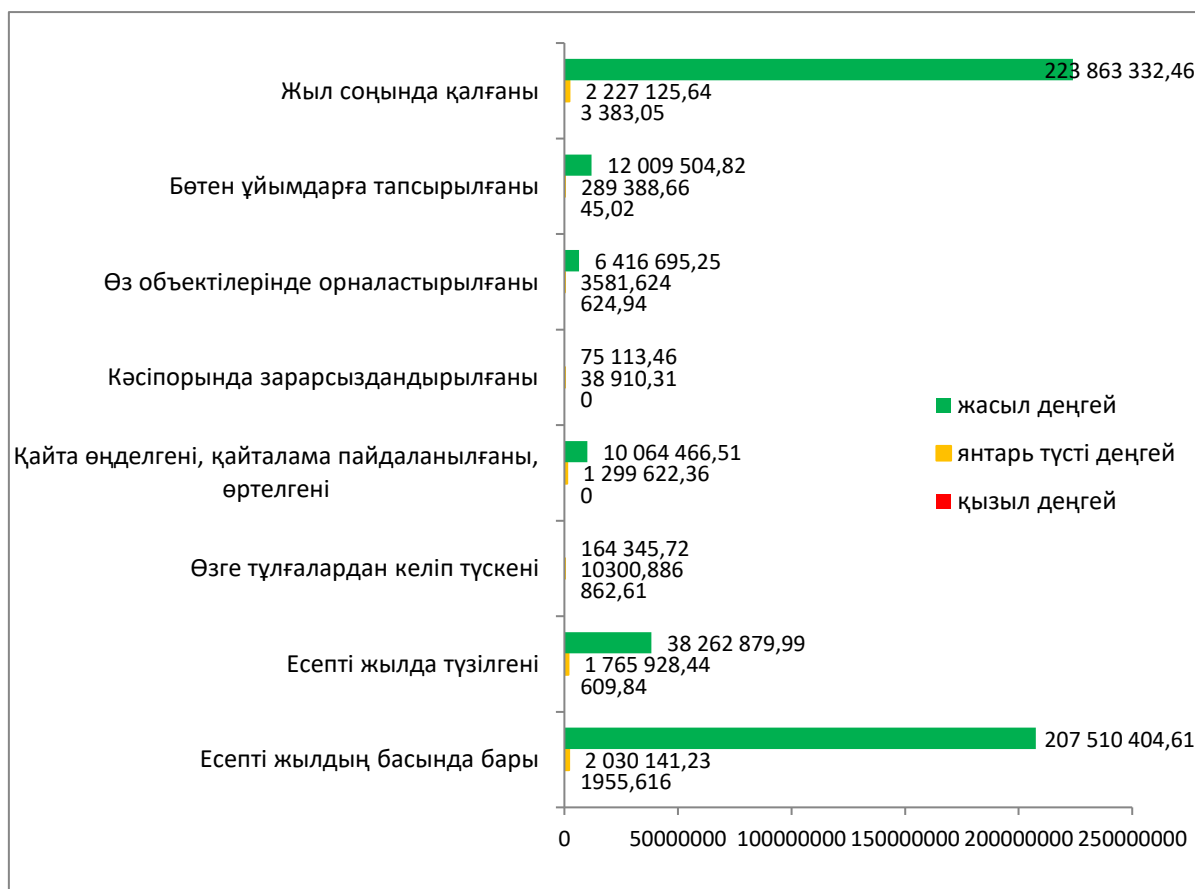 223 863 332,46
Жыл соңында қалғаны
2 227 125,64
3 383,05
12 009 504,82
Бөтен ұйымдарға тапсырылғаны
289 388,66
45,02
6 416 695,25
Өз объектілерінде орналастырылғаны
3581,624
624,94
75 113,46
Кәсіпорында зарарсыздандырылғаны
38 910,31
0
жасыл деңгей
янтарь түсті деңгей
қызыл деңгей
10 064 466,51
Қайта өңделгені, қайталама пайдаланылғаны,
өртелгені
1 299 622,36
0
164 345,72
Өзге тұлғалардан келіп түскені
10300,886
862,61
38 262 879,99
Есепті жылда түзілгені
1 765 928,44
609,84
207 510 404,61
Есепті жылдың басында бары
2 030 141,23
1955,616
0 50000000 100000000 150000000 200000000 250000000